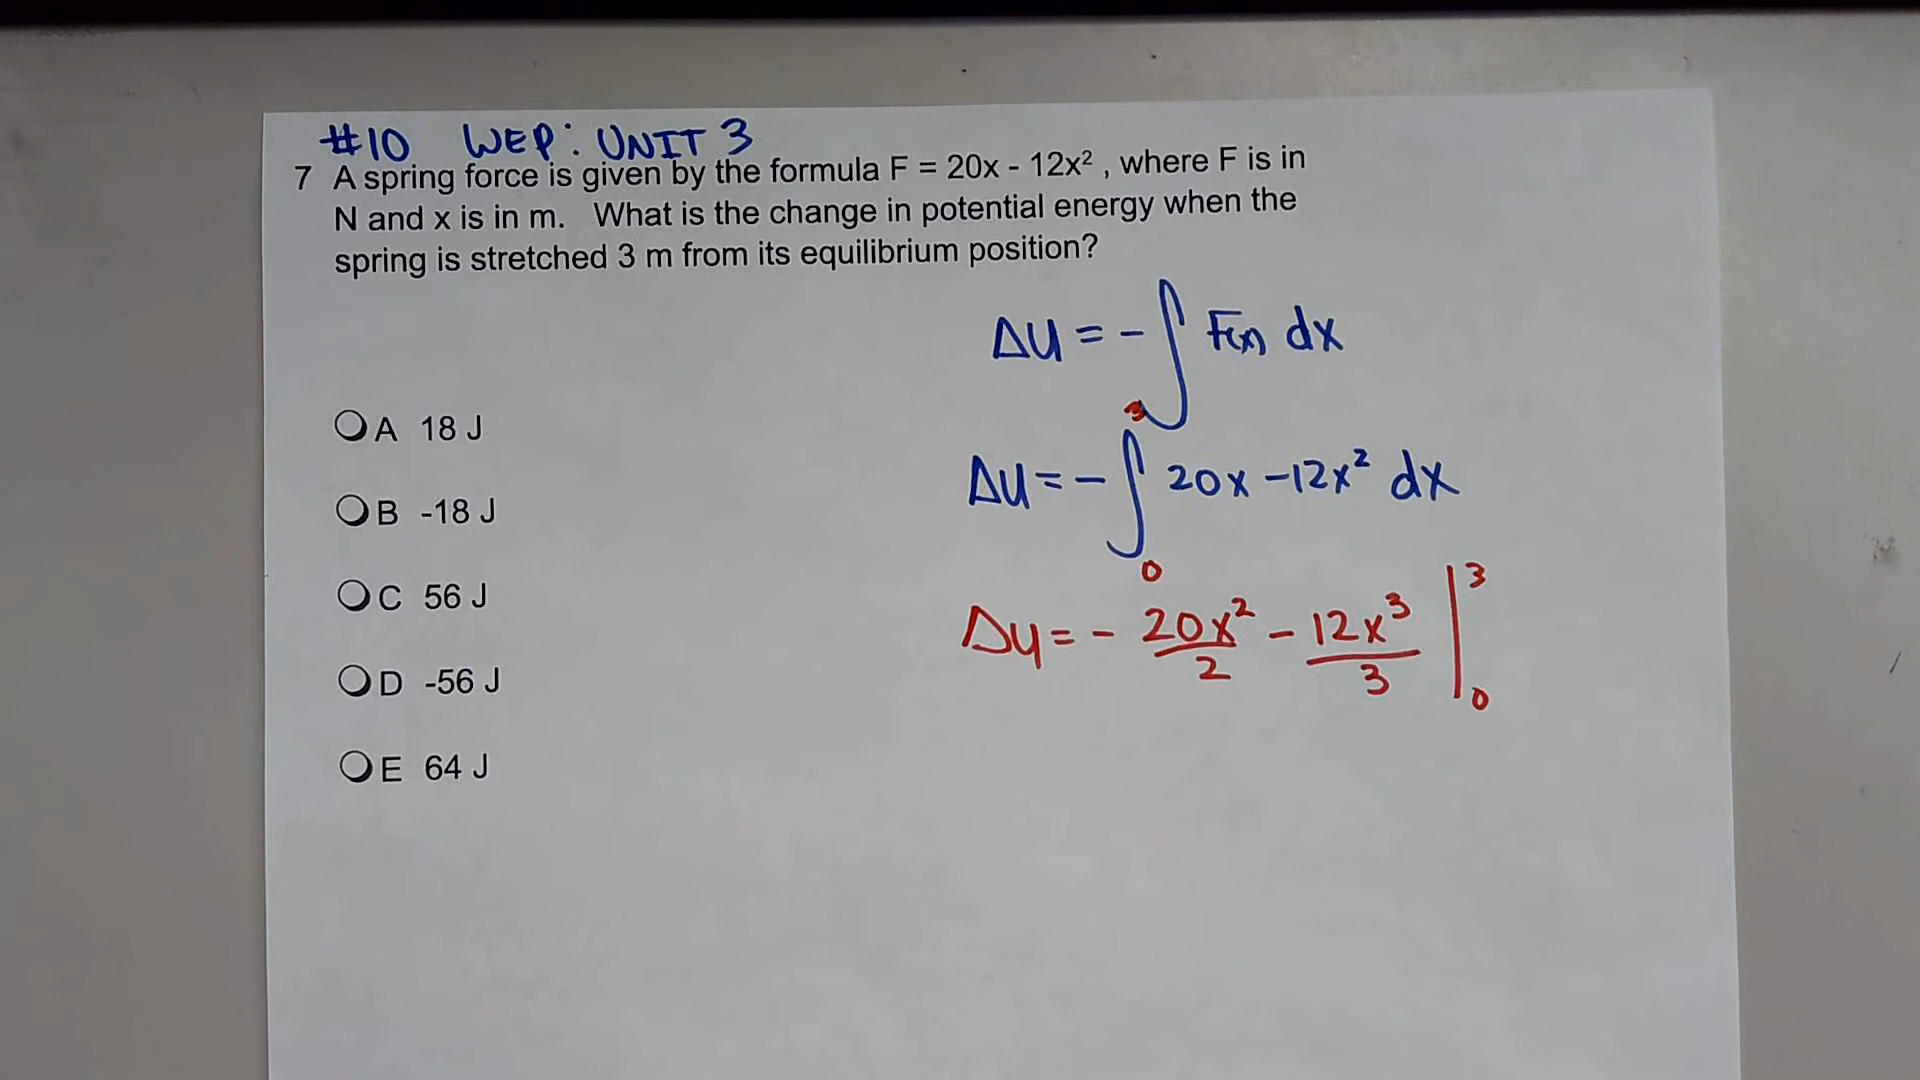 #10 WEP: UNIT 3
7 A spring force is given by the formula F = 20x - 12x² , where F is in
N and x is in m. What is the change in potential energy when the
spring is stretched 3 m from its equilibrium position?
ΔU = - ∫ F(x) dx
A 18 J
3
ΔU = - ∫ 20x - 12x² dx
0
B -18 J
C 56 J
Δu = - 20x²/2 - 12x³/3 | 3 0
D -56 J
E 64 J